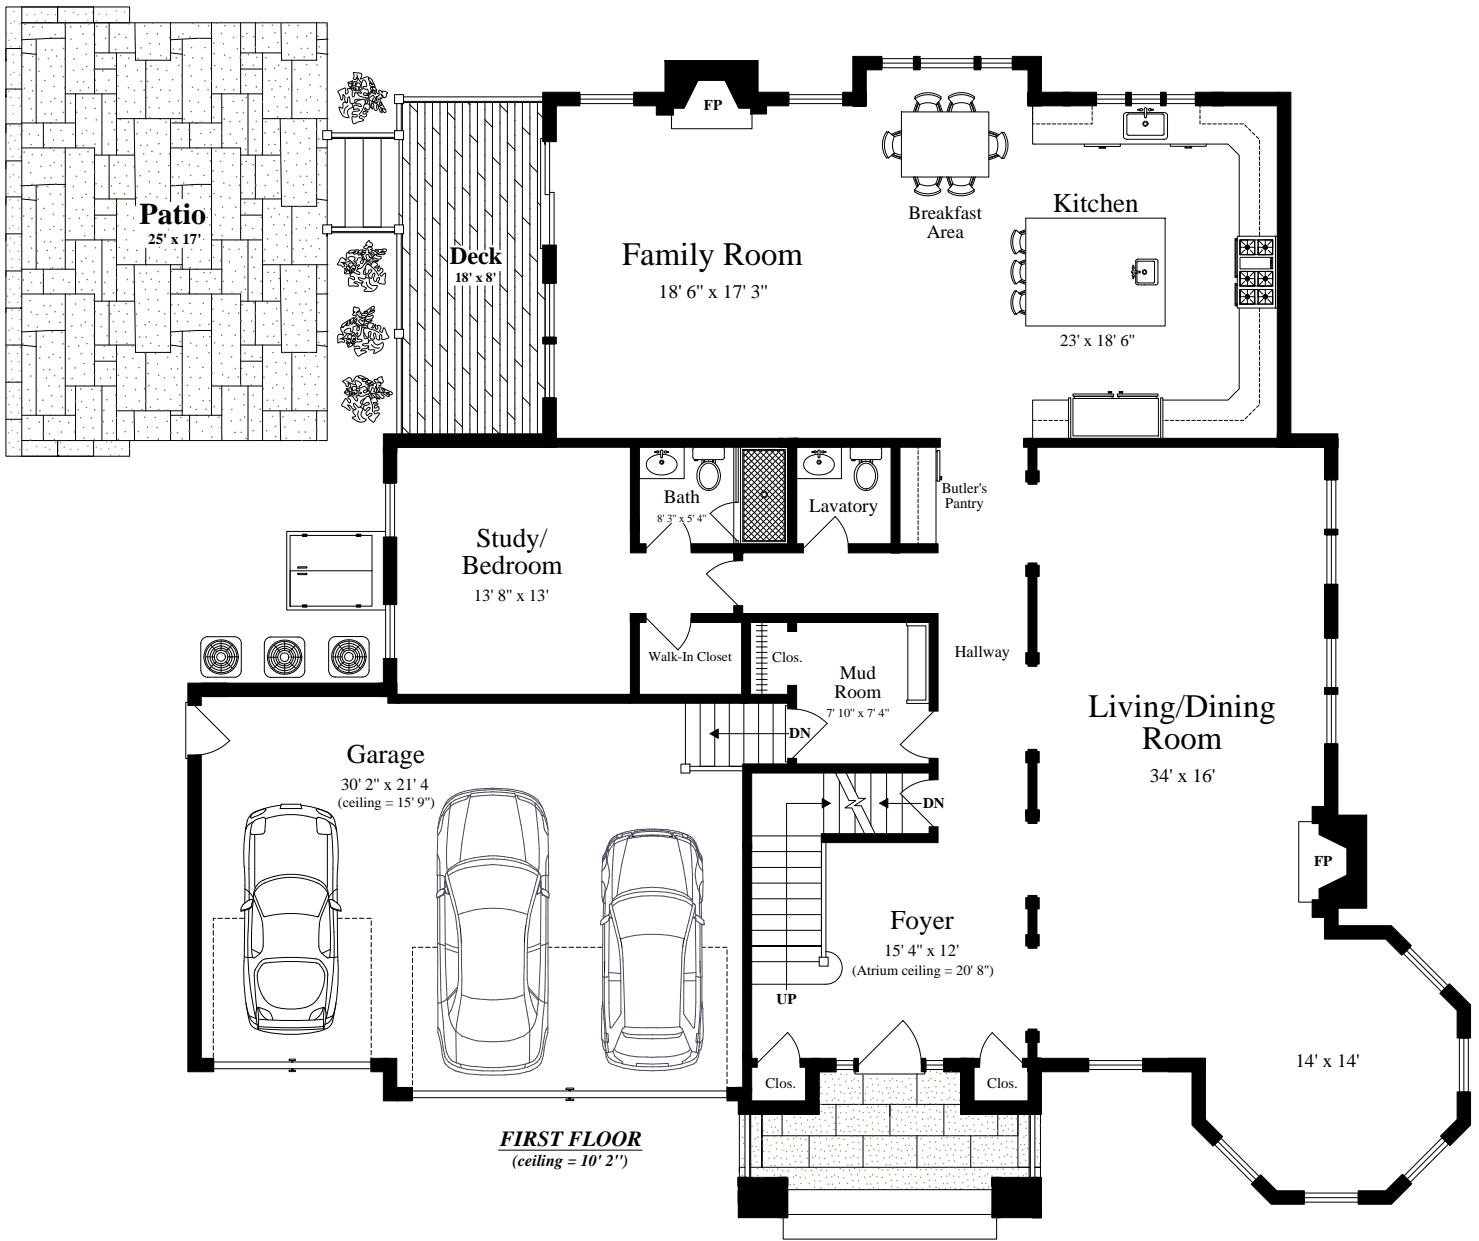 FP
Patio
25' x 17'
Deck
18' x 8'
Family Room
18' 6" x 17' 3"
Breakfast
Area
Kitchen
23' x 18' 6"
Bath
8' 3" x 5' 4"
Lavatory
Butler's
Pantry
Study/
Bedroom
13' 8" x 13'
Walk-In Closet
Clos.
Mud
Room
7' 10" x 7' 4"
Hallway
DN
Living/Dining
Room
34' x 16'
Garage
30' 2" x 21' 4
(ceiling = 15' 9")
DN
FP
Foyer
15' 4" x 12'
(Atrium ceiling = 20' 8")
UP
14' x 14'
Clos.
Clos.
FIRST FLOOR
(ceiling = 10' 2")